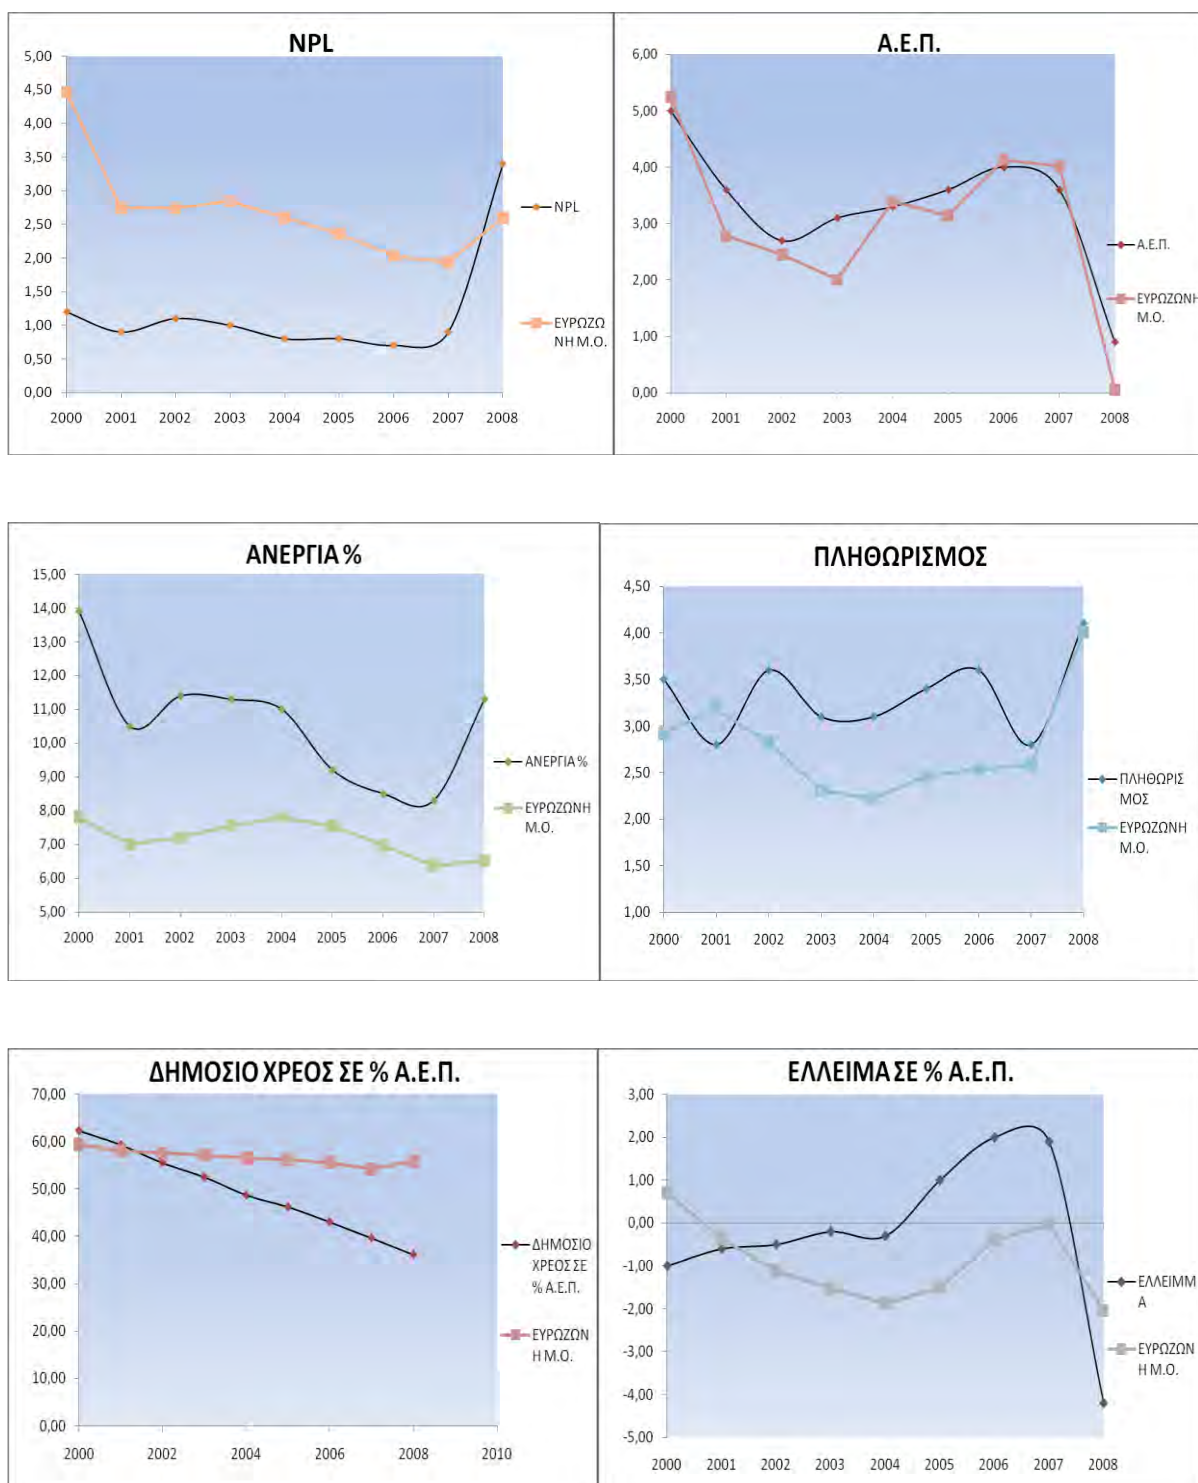 NPL
5,00
4,50
4,00
3,50
3,00
2,50
2,00
1,50
1,00
0,50
0,00
2000 2001 2002 2003 2004 2005 2006 2007 2008
NPL
ΕΥΡΩΖΩ
ΝΗ Μ.Ο.
Α.Ε.Π.
6,00
5,00
4,00
3,00
2,00
1,00
0,00
2000 2001 2002 2003 2004 2005 2006 2007 2008
Α.Ε.Π.
ΕΥΡΩΖΩΝΗ
Μ.Ο.
ΑΝΕΡΓΙΑ %
15,00
14,00
13,00
12,00
11,00
10,00
9,00
8,00
7,00
6,00
5,00
2000 2001 2002 2003 2004 2005 2006 2007 2008
ΑΝΕΡΓΙΑ %
ΕΥΡΩΖΩΝΗ
Μ.Ο.
ΠΛΗΘΩΡΙΣΜΟΣ
4,50
4,00
3,50
3,00
2,50
2,00
1,50
1,00
2000 2001 2002 2003 2004 2005 2006 2007 2008
ΠΛΗΘΩΡΙΣ
ΜΟΣ
ΕΥΡΩΖΩΝΗ
Μ.Ο.
ΔΗΜΟΣΙΟ ΧΡΕΟΣ ΣΕ % Α.Ε.Π.
70,00
60,00
50,00
40,00
30,00
20,00
10,00
0,00
2000 2002 2004 2006 2008 2010
ΔΗΜΟΣΙΟ
ΧΡΕΟΣ ΣΕ
% Α.Ε.Π.
ΕΥΡΩΖΩΝ
Η Μ.Ο.
ΕΛΛΕΙΜΑ ΣΕ % Α.Ε.Π.
3,00
2,00
1,00
0,00
-1,00
-2,00
-3,00
-4,00
-5,00
2000 2001 2002 2003 2004 2005 2006 2007 2008
ΕΛΛΕΙΜΜ
Α
ΕΥΡΩΖΩΝ
Η Μ.Ο.